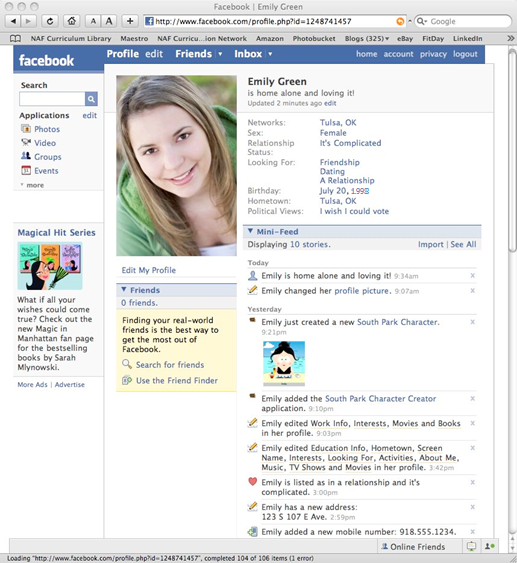 Facebook | Emily Green
http://www.facebook.com/profile.php?id=1248741457
Google
NAF Curriculum Library Maestro NAF Curricu...ion Network Amazon Photobucket Blogs (325) eBay FitDay LinkedIn
facebook
Profile edit Friends Inbox home account privacy logout
Search
Applications edit
Photos
Video
Groups
Events
more
Magical Hit Series
What if all your
wishes could come
true? Check out the
new Magic in
Manhattan fan page
for the bestselling
books by Sarah
Mlynowski.
More Ads | Advertise
Edit My Profile
Friends
0 friends.
Finding your real-world
friends is the best way to
get the most out of
Facebook.
Search for friends
Use the Friend Finder
Emily Green
is home alone and loving it!
Updated 2 minutes ago edit
Networks: Tulsa, OK
Sex: Female
Relationship It's Complicated
Status:
Looking For: Friendship
Dating
A Relationship
Birthday: July 20, 1998
Hometown: Tulsa, OK
Political Views: I wish I could vote
Mini-Feed
Displaying 10 stories. Import | See All
Today
Emily is home alone and loving it! 9:34am
Emily changed her profile picture. 9:07am
Yesterday
Emily just created a new South Park Character.
9:21pm
Emily added the South Park Character Creator
application. 9:10pm
Emily edited Work Info, Interests, Movies and Books
in her profile. 9:03pm
Emily edited Education Info, Hometown, Screen
Name, Interests, Looking For, Activities, About Me,
Music, TV Shows and Movies in her profile. 3:42pm
Emily is listed as in a relationship and it's
complicated. 3:00pm
Emily has a new address:
123 S 107 E Ave. 2:59pm
Emily added a new mobile number: 918.555.1234.
Online Friends
Loading "http://www.facebook.com/profile.php?id=1248741457", completed 104 of 106 items (1 error)